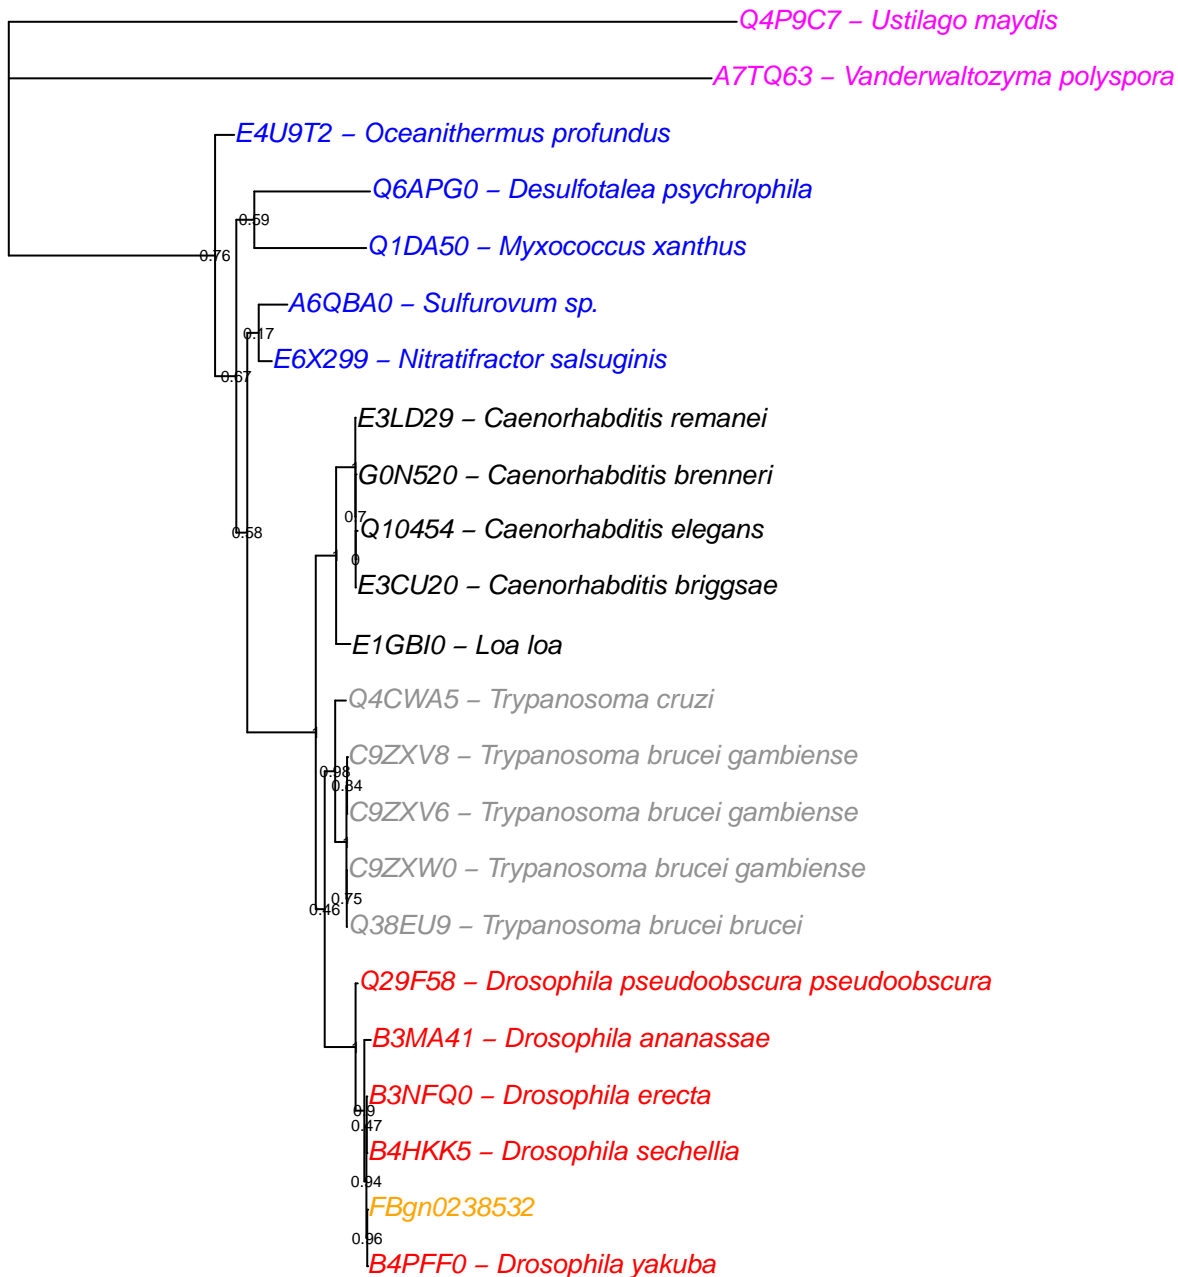 Q4P9C7 – Ustilago maydis
A7TQ63 – Vanderwaltozyma polyspora
E4U9T2 – Oceanithermus profundus
Q6APG0 – Desulfotalea psychrophila
0.59
Q1DA50 – Myxococcus xanthus
0.76
A6QBA0 – Sulfurovum sp.
0.17
E6X299 – Nitratifractor salsuginis
0.67
E3LD29 – Caenorhabditis remanei
1
G0N520 – Caenorhabditis brenneri
0.7
Q10454 – Caenorhabditis elegans
0.58
1
0
E3CU20 – Caenorhabditis briggsae
E1GBI0 – Loa loa
Q4CWA5 – Trypanosoma cruzi
1
C9ZXV8 – Trypanosoma brucei gambiense
0.98
0.84
C9ZXV6 – Trypanosoma brucei gambiense
1
C9ZXW0 – Trypanosoma brucei gambiense
0.75
0.46
Q38EU9 – Trypanosoma brucei brucei
Q29F58 – Drosophila pseudoobscura pseudoobscura
B3MA41 – Drosophila ananassae
1
B3NFQ0 – Drosophila erecta
0.9
0.47
B4HKK5 – Drosophila sechellia
0.94
FBgn0238532
0.96
B4PFF0 – Drosophila yakuba